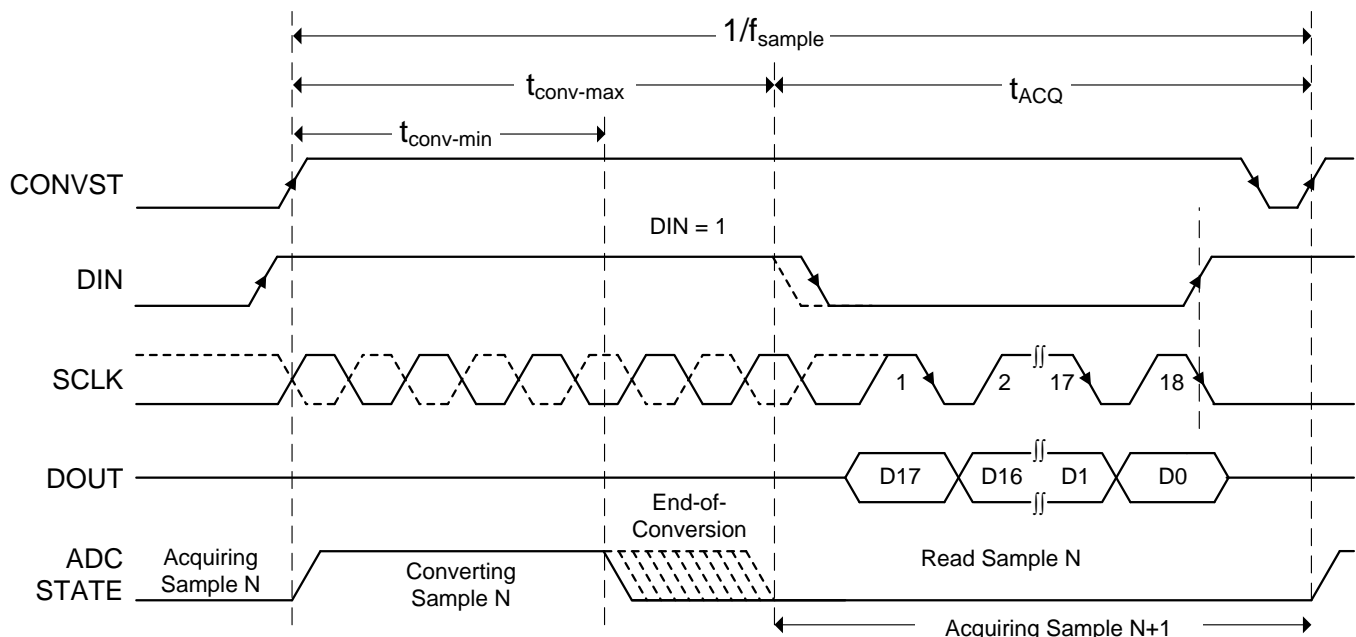 1/fsample
tconv-max
tACQ
tconv-min
CONVST
DIN = 1
DIN
SCLK
1
2
17
18
DOUT
D17
D16
D1
D0
End-of-
Conversion
ADC
STATE
Acquiring
Sample N
Converting
Sample N
Read Sample N
Acquiring Sample N+1